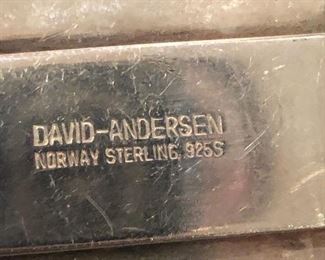 DAVID-ANDERSEN
NORWAY STERLING 925S